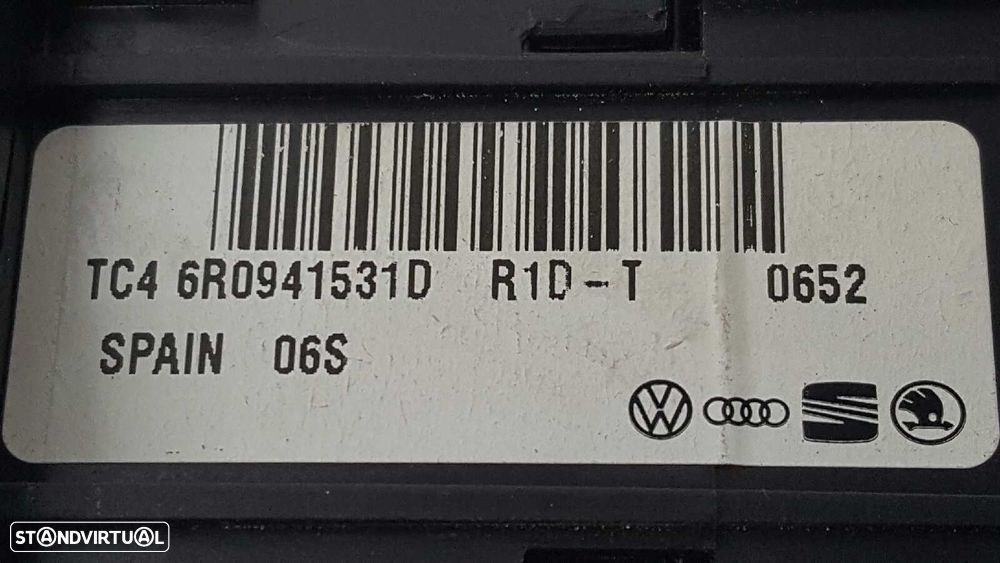 TC4 6R0941531D R1D-T 0652
SPAIN 06S
STANDVIRTUAL